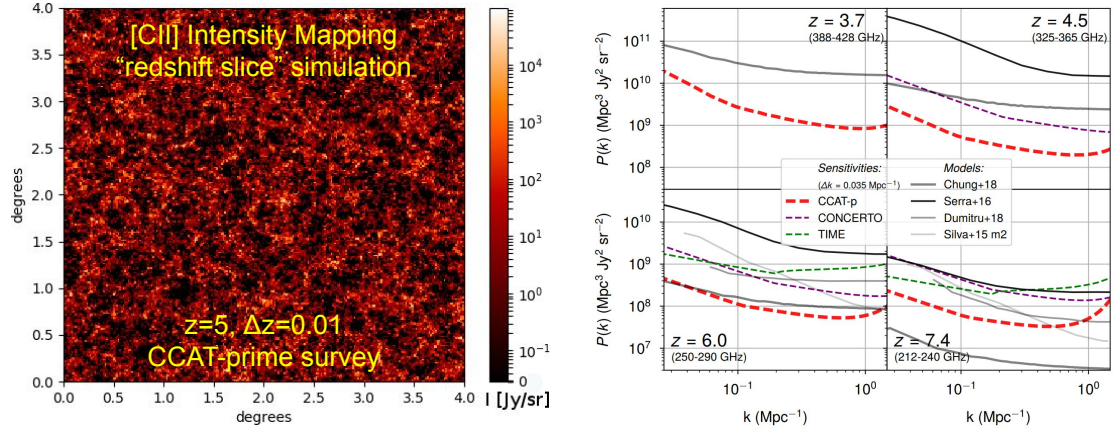 [CII] Intensity Mapping
“redshift slice” simulation
z=5, Δz=0.01
CCAT-prime survey
4.0
3.5
3.0
2.5
2.0
1.5
1.0
0.5
0.0
degrees
0.0 0.5 1.0 1.5 2.0 2.5 3.0 3.5 4.0
degrees
10⁴
10³
10²
10¹
10⁰
10⁻¹
0
I [Jy/sr]
z = 3.7
(388-428 GHz)
z = 4.5
(325-365 GHz)
P(k) (Mpc³ Jy² sr⁻²)
10¹¹
10¹⁰
10⁹
10⁸
Sensitivities:
(Δk = 0.035 Mpc⁻¹)
CCAT-p
CONCERTO
TIME
Models:
Chung+18
Serra+16
Dumitru+18
Silva+15 m2
P(k) (Mpc³ Jy² sr⁻²)
10¹⁰
10⁹
10⁸
10⁷
z = 6.0
(250-290 GHz)
z = 7.4
(212-240 GHz)
10⁻¹ 10⁰
10⁻¹ 10⁰
k (Mpc⁻¹)
k (Mpc⁻¹)